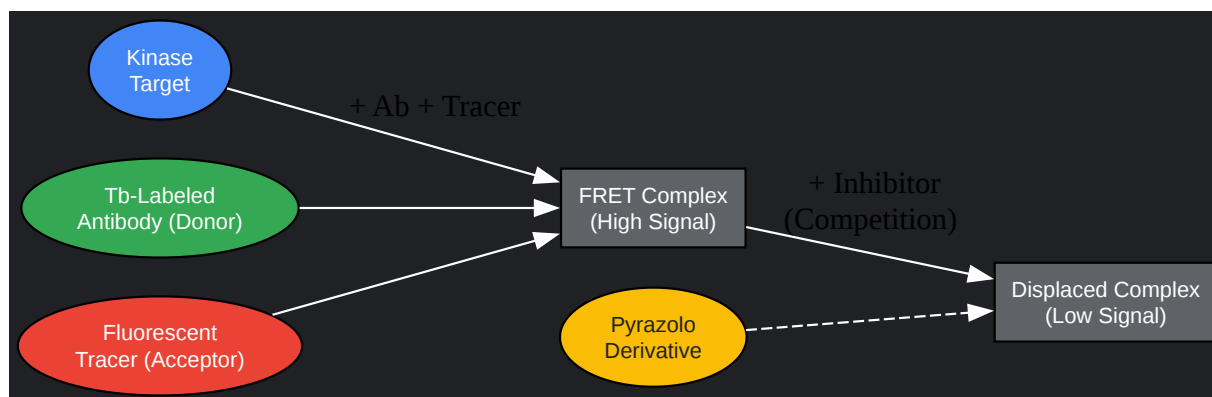 Kinase
Target
+ Ab + Tracer
Tb-Labeled
Antibody (Donor)
FRET Complex
(High Signal)
+ Inhibitor
(Competition)
Fluorescent
Tracer (Acceptor)
Pyrazolo
Derivative
Displaced Complex
(Low Signal)